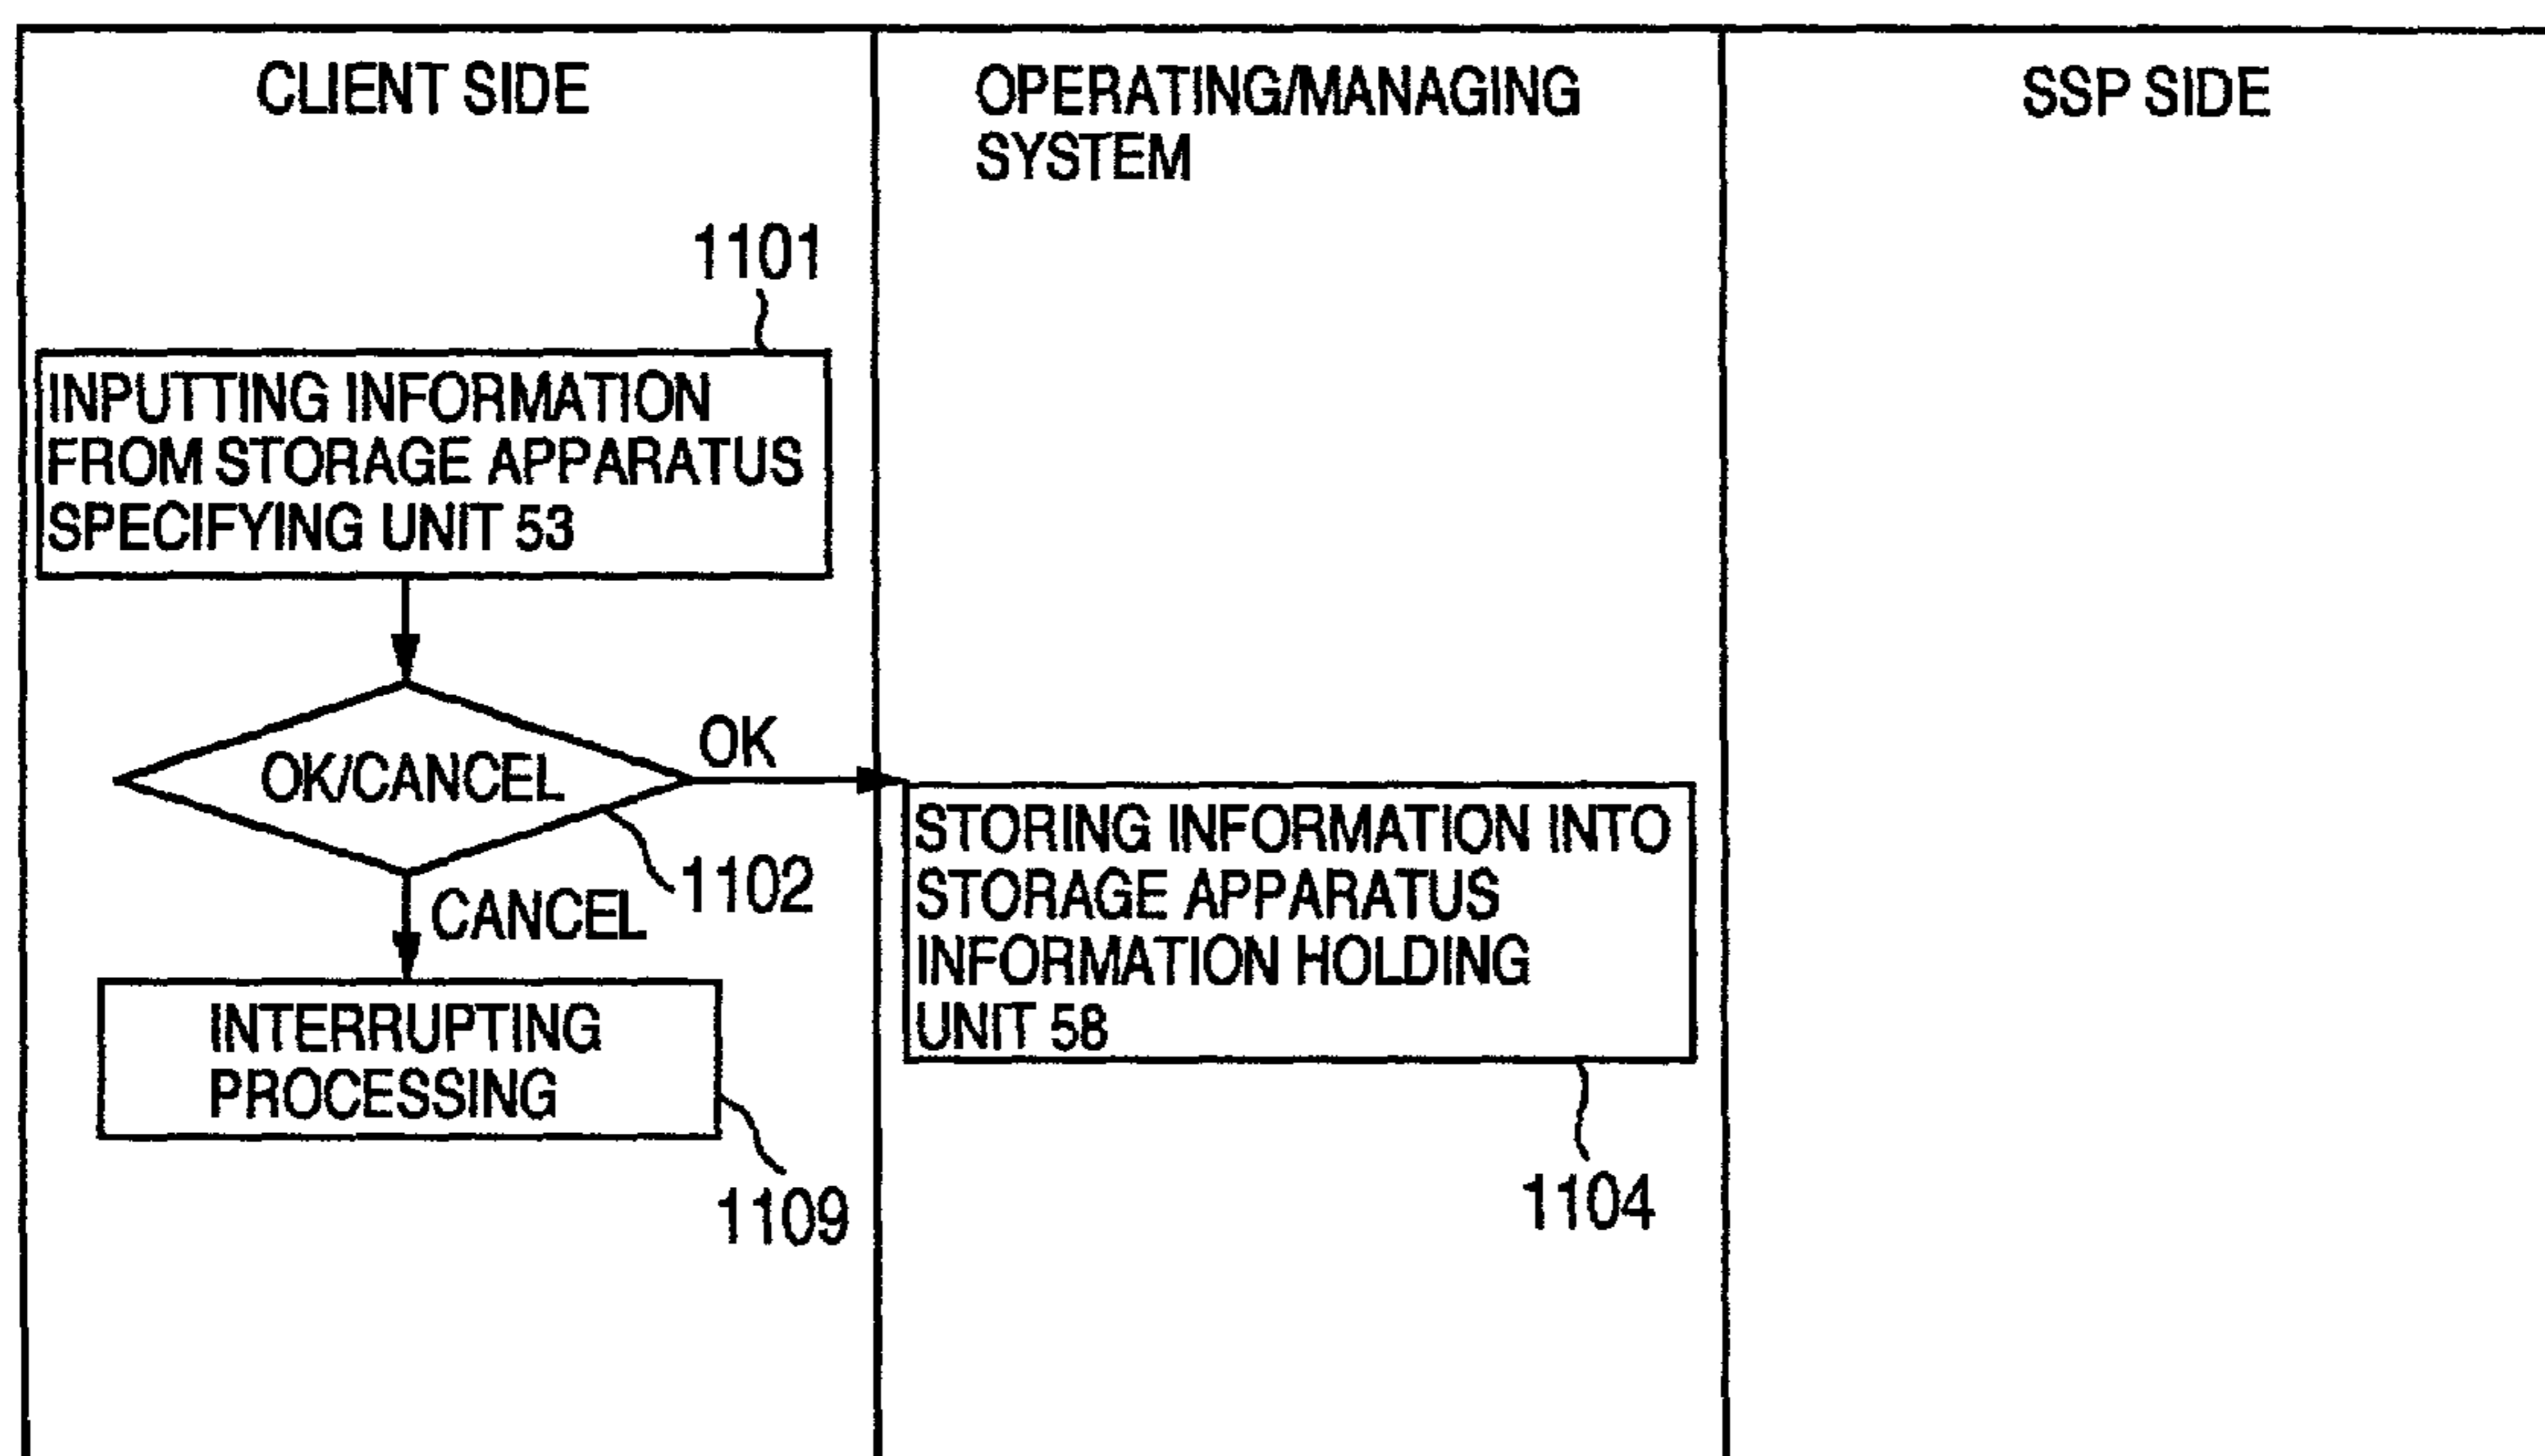 CLIENT SIDE
OPERATING/MANAGING
SYSTEM
SSP SIDE
1101
INPUTTING INFORMATION
FROM STORAGE APPARATUS
SPECIFYING UNIT 53
OK/CANCEL
OK
1102
CANCEL
STORING INFORMATION INTO
STORAGE APPARATUS
INFORMATION HOLDING
UNIT 58
INTERRUPTING
PROCESSING
1109
1104